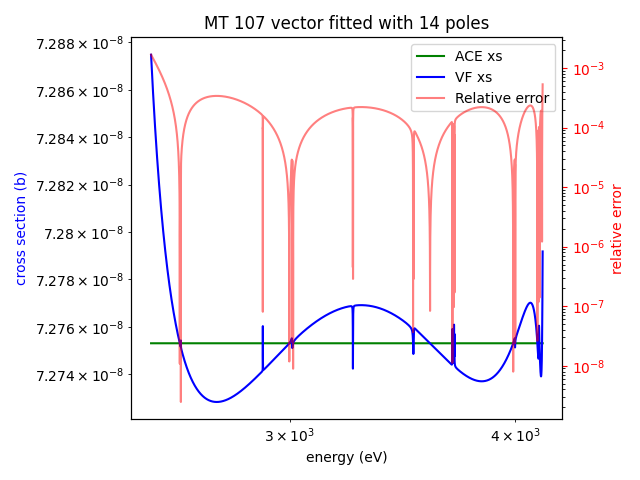 MT 107 vector fitted with 14 poles
7.288 × 10⁻⁸
7.286 × 10⁻⁸
7.284 × 10⁻⁸
7.282 × 10⁻⁸
7.28 × 10⁻⁸
7.278 × 10⁻⁸
7.276 × 10⁻⁸
7.274 × 10⁻⁸
cross section (b)
ACE xs
VF xs
Relative error
10⁻³
10⁻⁴
10⁻⁵
10⁻⁶
10⁻⁷
10⁻⁸
relative error
3 × 10³
4 × 10³
energy (eV)